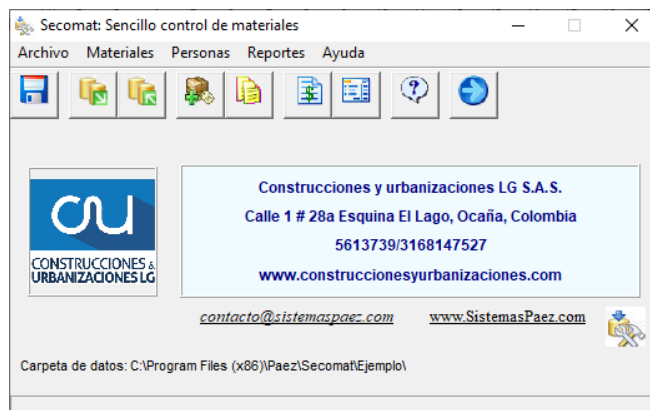 Secomat: Sencillo control de materiales
Archivo Materiales Personas Reportes Ayuda
CONSTRUCCIONES &
URBANIZACIONES LG
Construcciones y urbanizaciones LG S.A.S.
Calle 1 # 28a Esquina El Lago, Ocaña, Colombia
5613739/3168147527
www.construccionesyurbanizaciones.com
contacto@sistemaspaez.com www.SistemasPaez.com
Carpeta de datos: C:\Program Files (x86)\Paez\Secomat\Ejemplo\